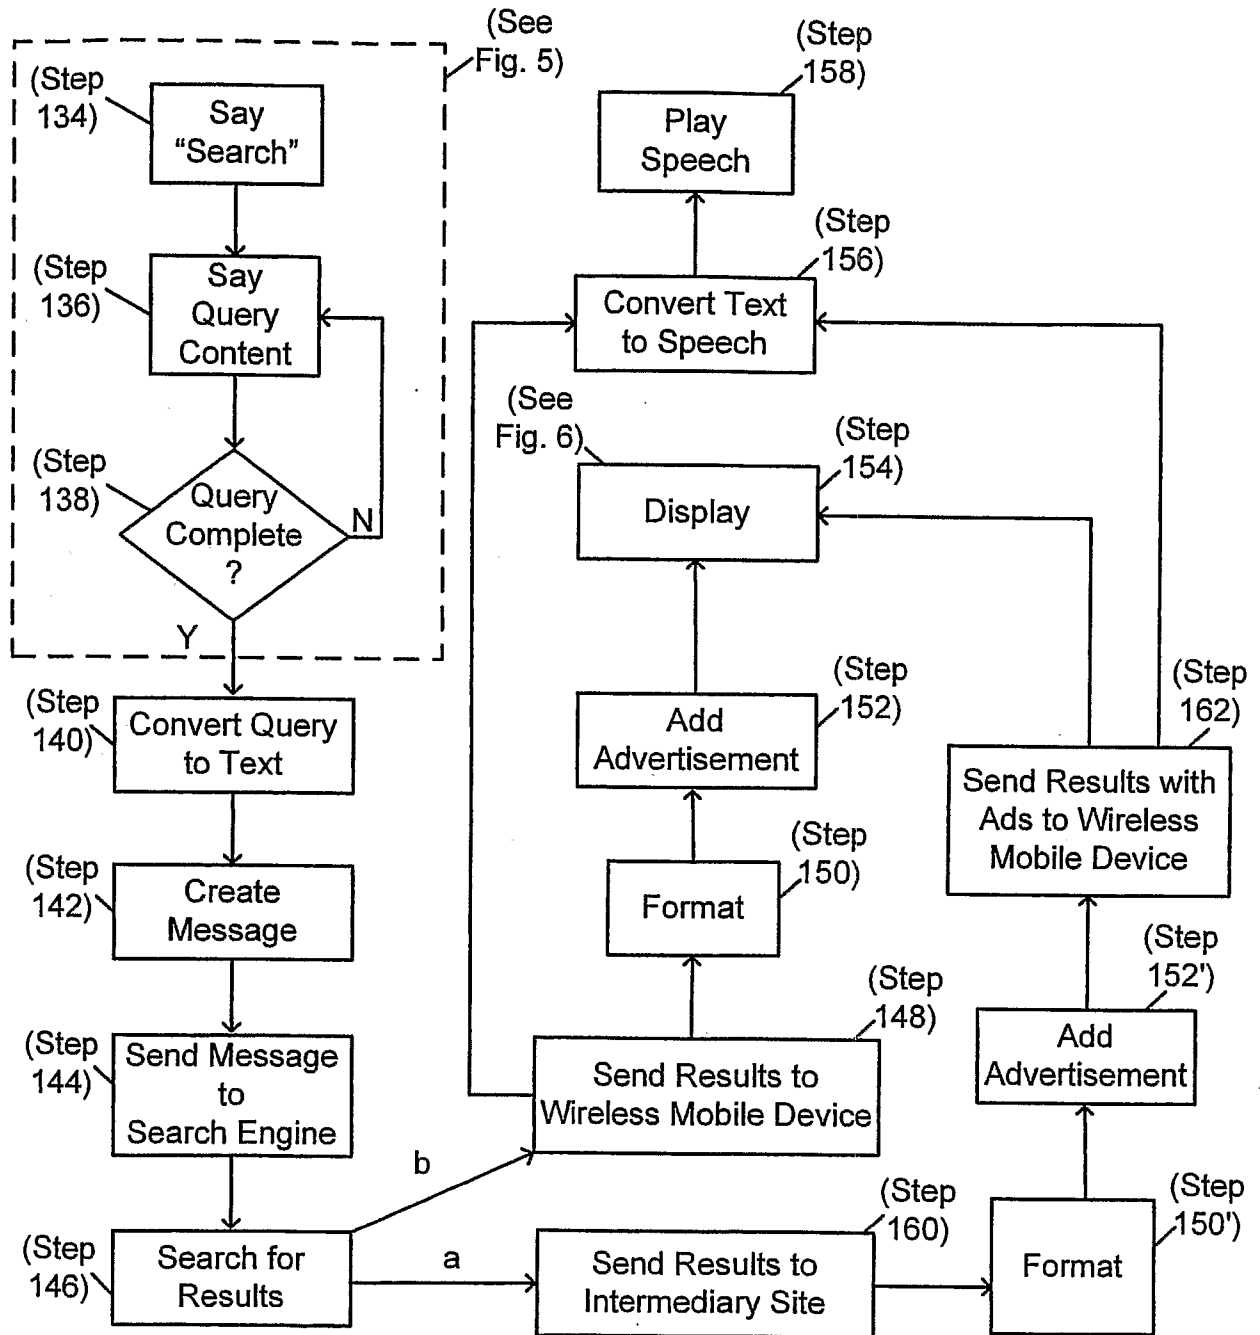 (See
Fig. 5)
(Step
134)
Say
“Search”
(Step
136)
Say
Query
Content
(Step
138)
Query
Complete
?
N
Y
(Step
140)
Convert Query
to Text
(Step
142)
Create
Message
(Step
144)
Send Message
to
Search Engine
(Step
146)
Search for
Results
b
a
(Step
158)
Play
Speech
(Step
156)
Convert Text
to Speech
(See
Fig. 6)
(Step
154)
Display
(Step
152)
Add
Advertisement
(Step
150)
Format
(Step
148)
Send Results to
Wireless Mobile Device
(Step
160)
Send Results to
Intermediary Site
(Step
162)
Send Results with
Ads to Wireless
Mobile Device
(Step
152')
Add
Advertisement
(Step
150')
Format